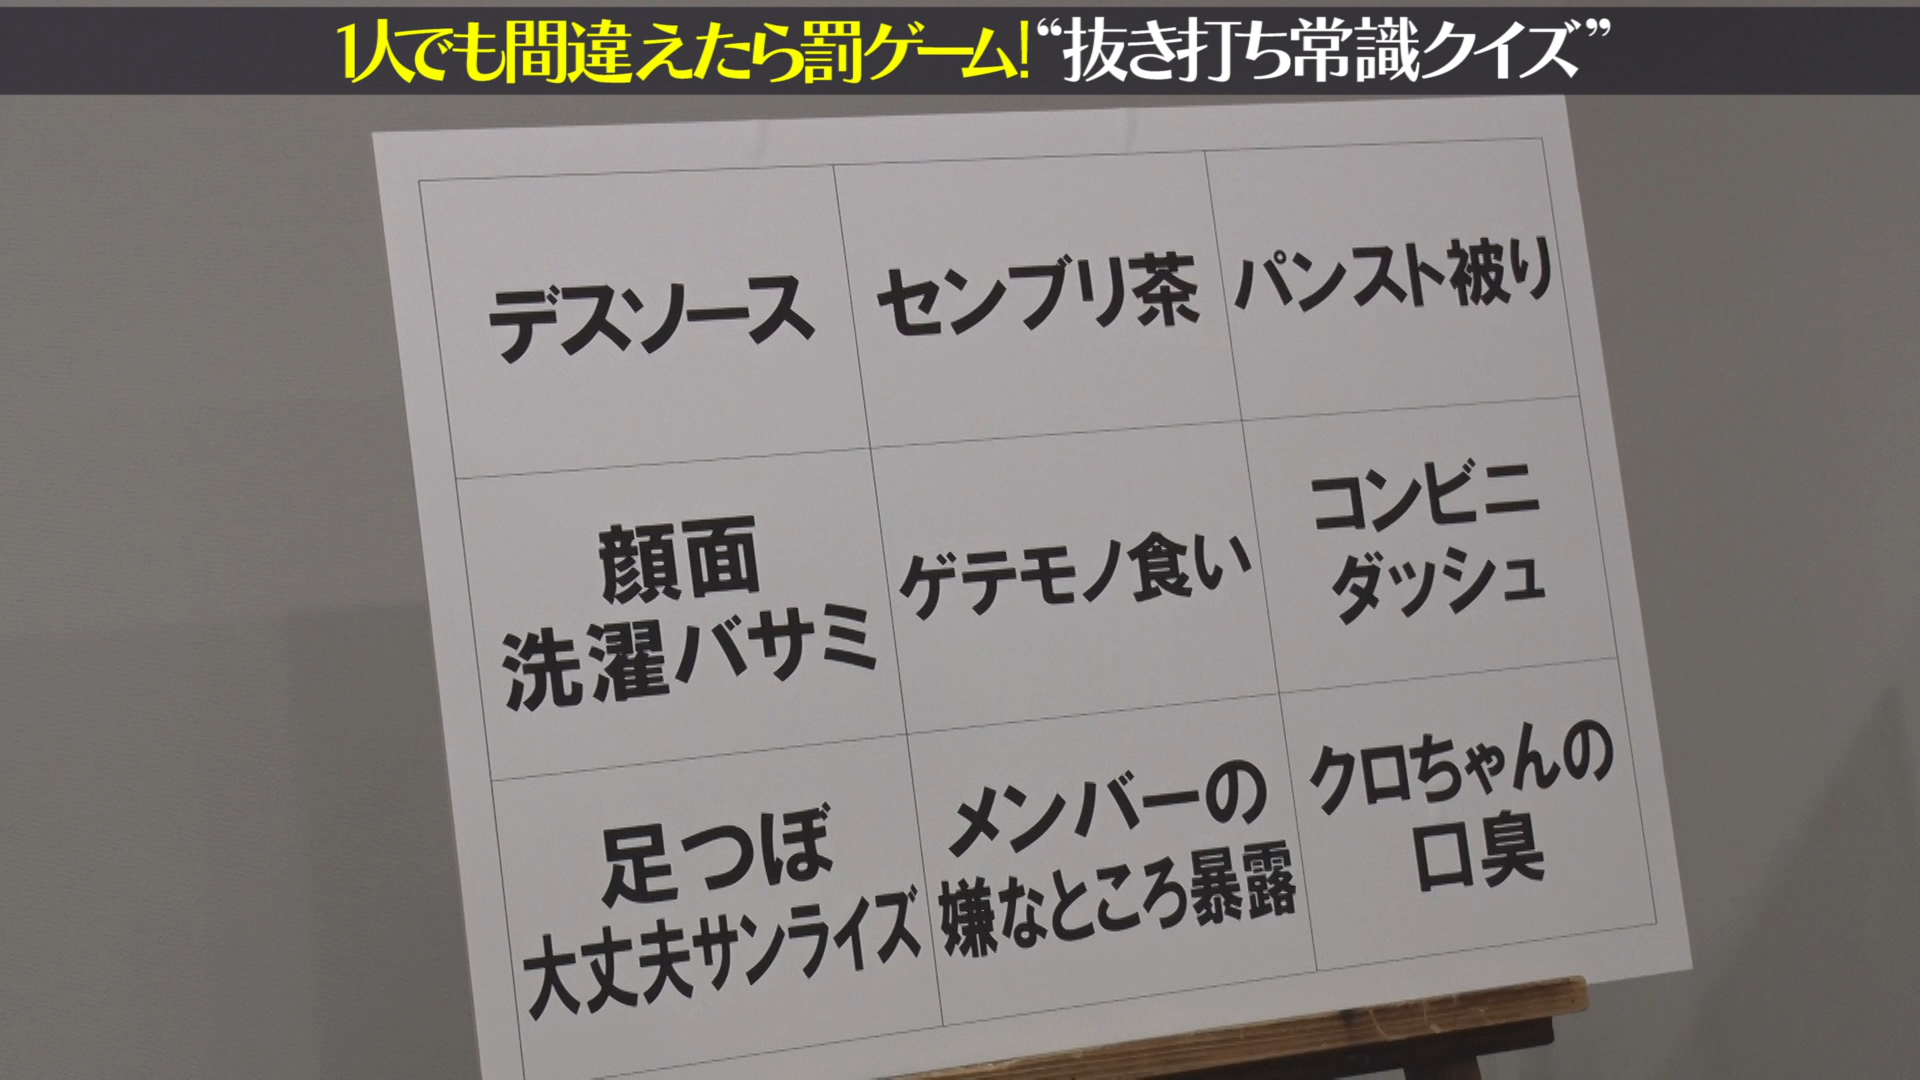 1人でも間違えたら罰ゲーム！“抜き打ち常識クイズ”
デスソース
センブリ茶
パンスト被り
顔面
洗濯バサミ
ゲテモノ食い
コンビニ
ダッシュ
足つぼ
大丈夫サンライズ
メンバーの
嫌なところ暴露
クロちゃんの
口臭